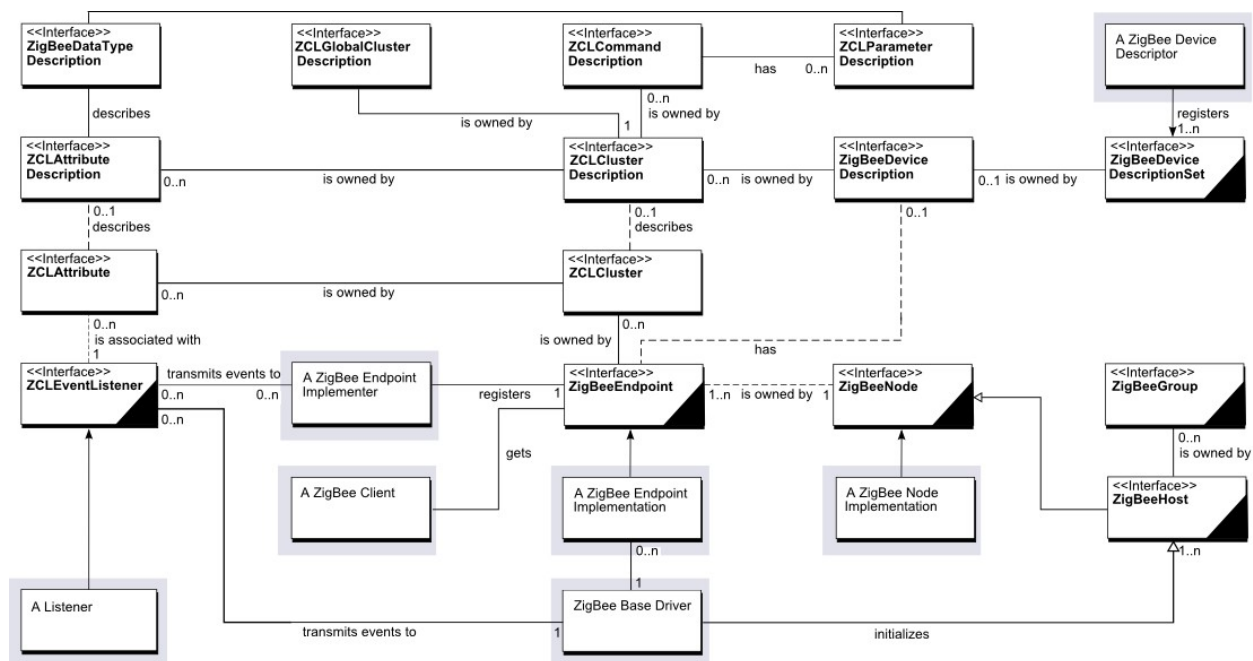 <<Interface>>
ZigBeeDataType
Description
<<Interface>>
ZCLGlobalCluster
Description
<<Interface>>
ZCLCommand
Description
has
0..n
<<Interface>>
ZCLParameter
Description
A ZigBee Device
Descriptor
describes
is owned by
1
0..n
is owned by
registers
1..n
<<Interface>>
ZCLAttribute
Description
0..n
is owned by
<<Interface>>
ZCLCluster
Description
0..n
is owned by
<<Interface>>
ZigBeeDevice
Description
0..1
is owned by
<<Interface>>
ZigBeeDevice
DescriptionSet
0..1
describes
0..1
describes
0..1
<<Interface>>
ZCLAttribute
0..n
is owned by
<<Interface>>
ZCLCluster
0..n
is associated with
1
0..n
is owned by
has
<<Interface>>
ZCLEventListener
transmits events to
0..n
0..n
0..n
A ZigBee Endpoint
Implementer
registers
1
<<Interface>>
ZigBeeEndpoint
1..n
is owned by
1
<<Interface>>
ZigBeeNode
<<Interface>>
ZigBeeGroup
0..n
is owned by
gets
A ZigBee Client
A ZigBee Endpoint
Implementation
A ZigBee Node
Implementation
<<Interface>>
ZigBeeHost
0..n
1
1..n
A Listener
transmits events to
1
ZigBee Base Driver
initializes